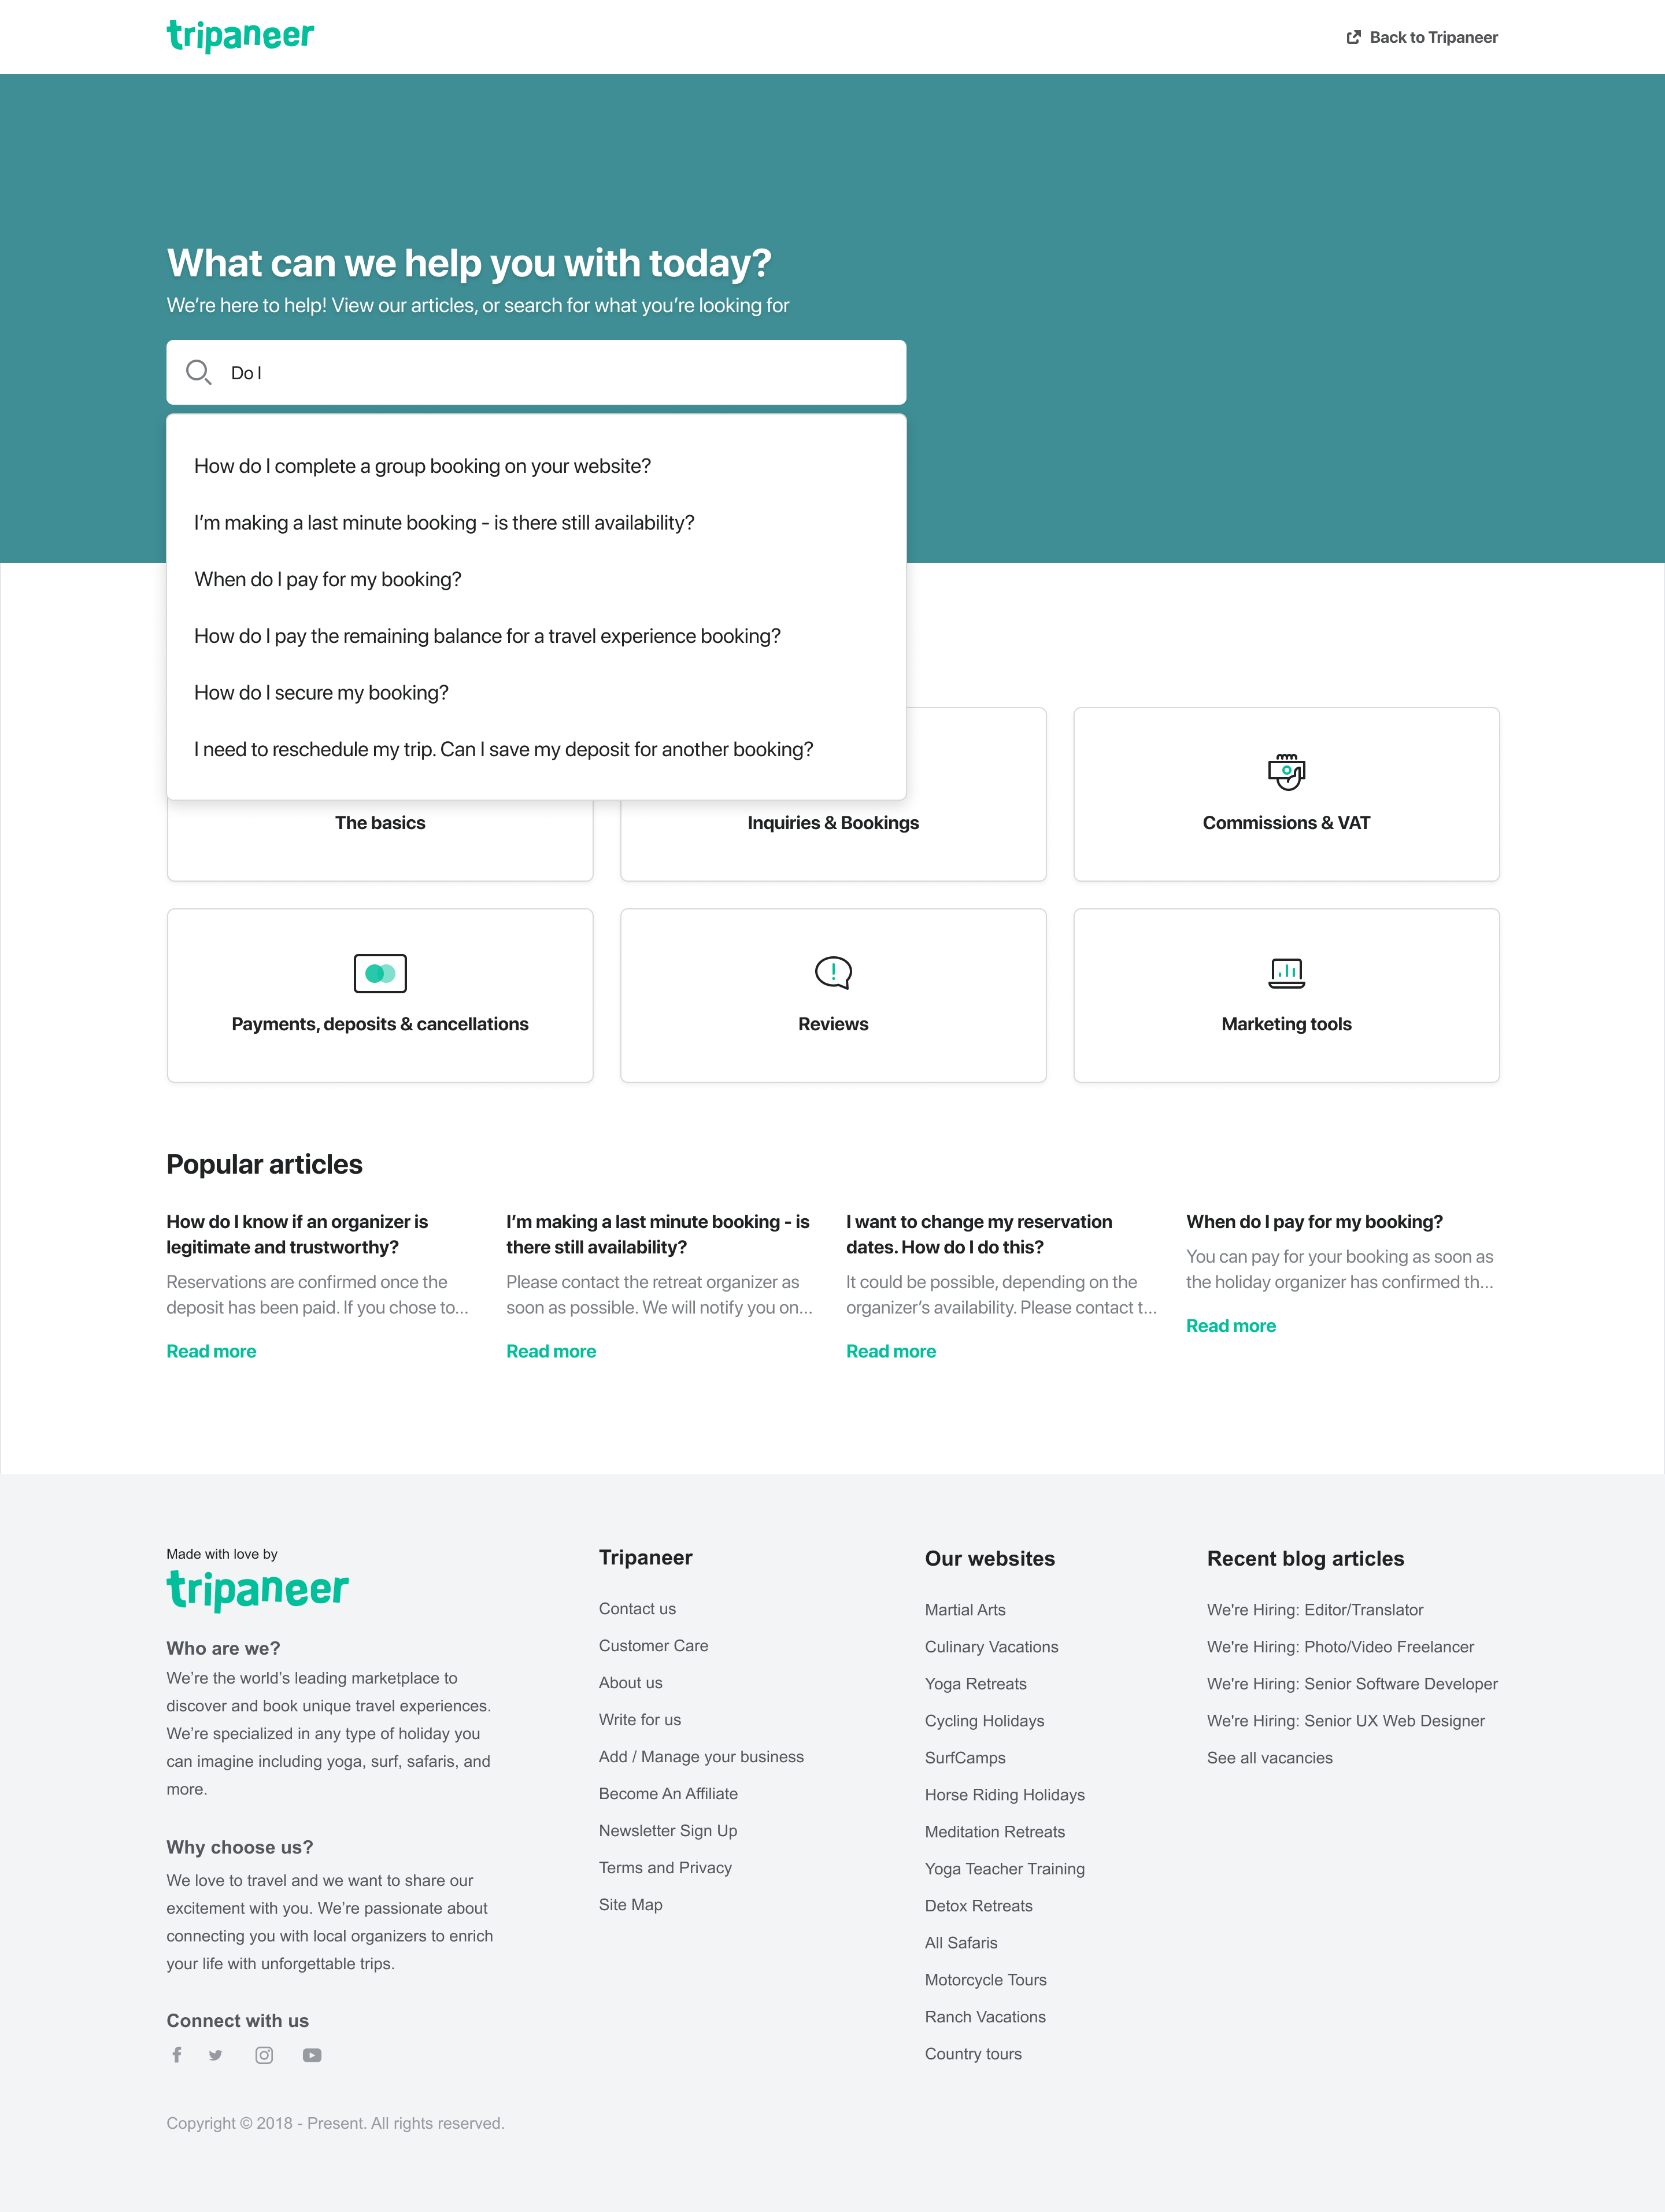 tripaneer
Back to Tripaneer
What can we help you with today?
We’re here to help! View our articles, or search for what you’re looking for
Do I
How do I complete a group booking on your website?
I’m making a last minute booking - is there still availability?
When do I pay for my booking?
How do I pay the remaining balance for a travel experience booking?
How do I secure my booking?
I need to reschedule my trip. Can I save my deposit for another booking?
The basics
Inquiries & Bookings
Commissions & VAT
Payments, deposits & cancellations
Reviews
Marketing tools
Popular articles
How do I know if an organizer is
legitimate and trustworthy?
Reservations are confirmed once the
deposit has been paid. If you chose to...
Read more
I’m making a last minute booking - is
there still availability?
Please contact the retreat organizer as
soon as possible. We will notify you on...
Read more
I want to change my reservation
dates. How do I do this?
It could be possible, depending on the
organizer’s availability. Please contact t...
Read more
When do I pay for my booking?
You can pay for your booking as soon as
the holiday organizer has confirmed th...
Read more
Made with love by
tripaneer
Who are we?
We’re the world’s leading marketplace to
discover and book unique travel experiences.
We’re specialized in any type of holiday you
can imagine including yoga, surf, safaris, and
more.
Why choose us?
We love to travel and we want to share our
excitement with you. We’re passionate about
connecting you with local organizers to enrich
your life with unforgettable trips.
Connect with us
Tripaneer
Contact us
Customer Care
About us
Write for us
Add / Manage your business
Become An Affiliate
Newsletter Sign Up
Terms and Privacy
Site Map
Our websites
Martial Arts
Culinary Vacations
Yoga Retreats
Cycling Holidays
SurfCamps
Horse Riding Holidays
Meditation Retreats
Yoga Teacher Training
Detox Retreats
All Safaris
Motorcycle Tours
Ranch Vacations
Country tours
Recent blog articles
We're Hiring: Editor/Translator
We're Hiring: Photo/Video Freelancer
We're Hiring: Senior Software Developer
We're Hiring: Senior UX Web Designer
See all vacancies
Copyright © 2018 - Present. All rights reserved.